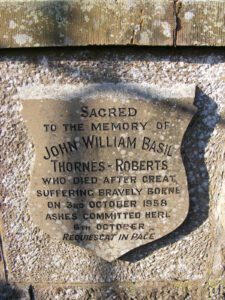 SACRED
TO THE MEMORY OF
JOHN WILLIAM BASIL
THORNES-ROBERTS
WHO DIED AFTER GREAT
SUFFERING BRAVELY BORNE
ON 3RD OCTOBER 1958
ASHES COMMITTED HERE
6TH OCTOBER
REQUIESCAT IN PACE